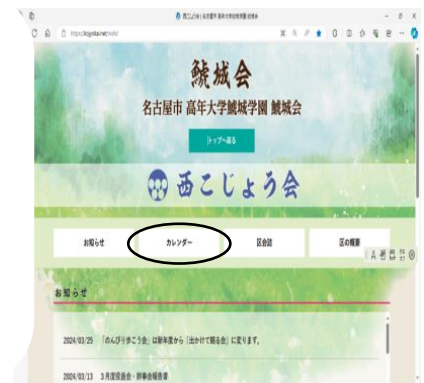 鯱城会
名古屋市 高年大学鯱城学園 鯱城会
トップへ戻る
西こじょう会
お知らせ カレンダー 区会誌 区の概要
お知らせ
2024/03/25 「のんびり歩こう会」は新年度から「出かけて観る会」に変ります。
2024/03/13 3月度役員会・幹事会報告書